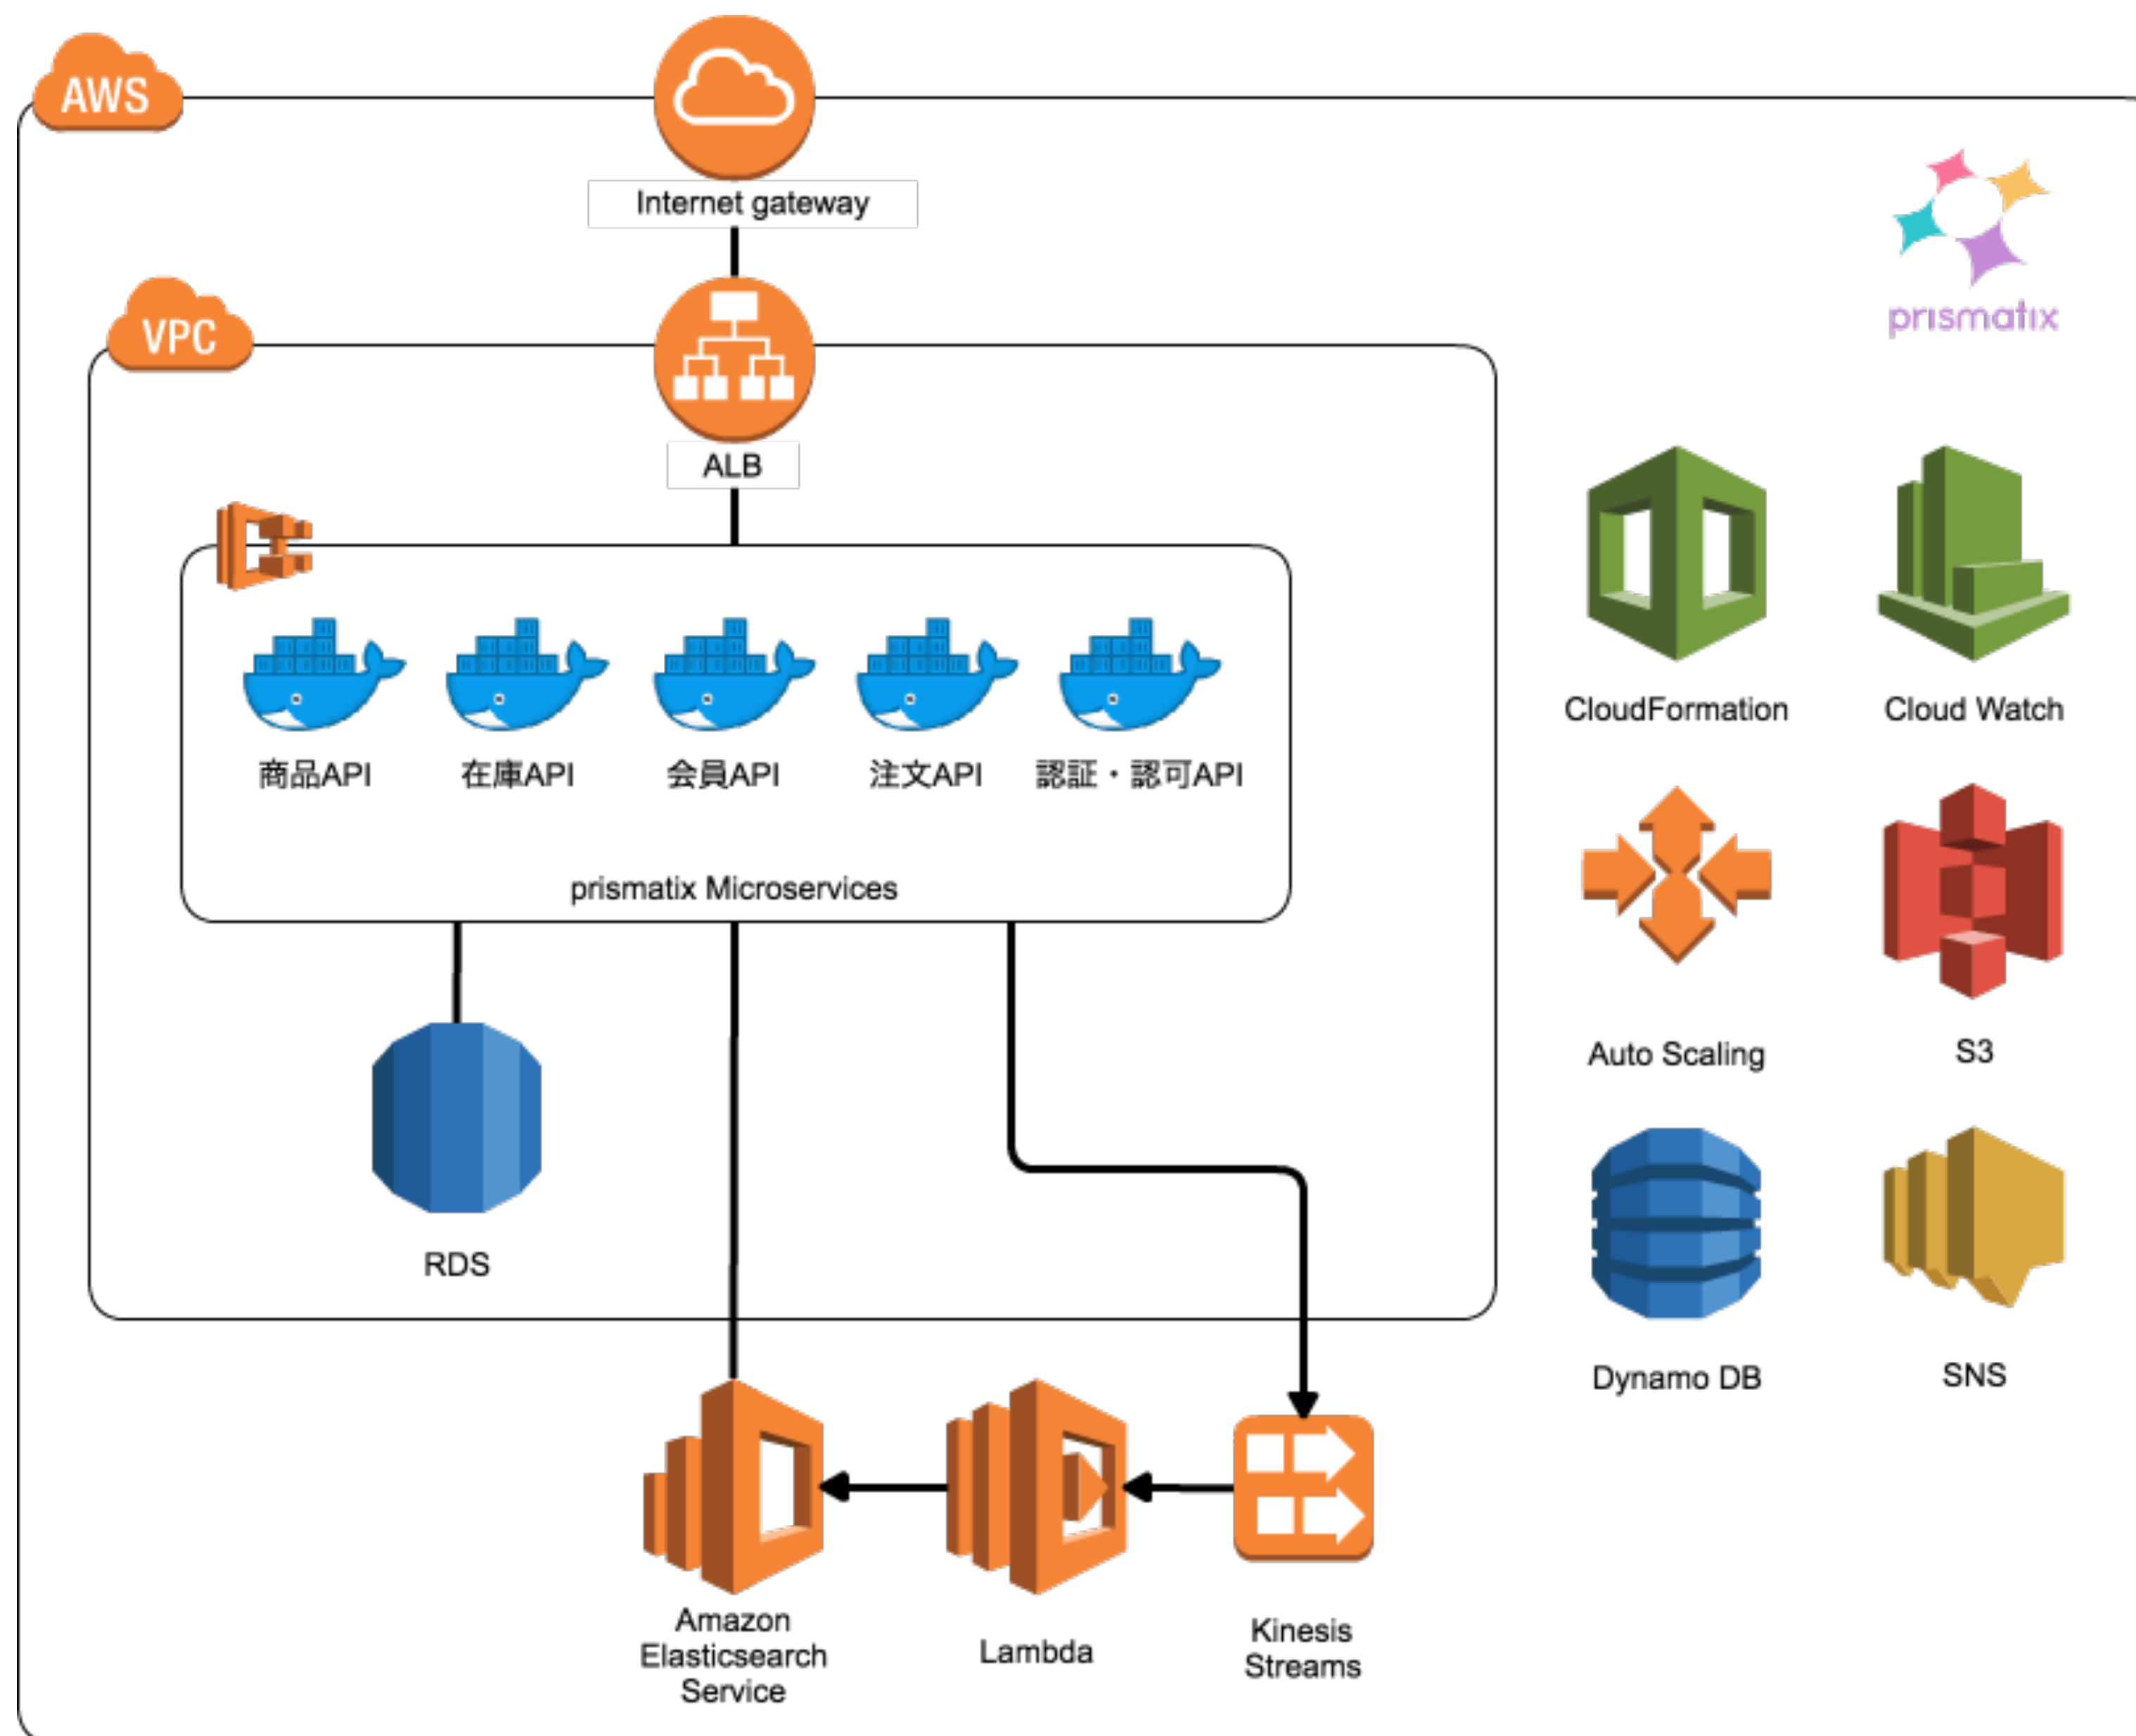 AWS
Internet gateway
prismatix
VPC
ALB
商品API
在庫API
会員API
注文API
認証・認可API
prismatix Microservices
RDS
CloudFormation
Cloud Watch
Auto Scaling
S3
Dynamo DB
SNS
Amazon
Elasticsearch
Service
Lambda
Kinesis
Streams